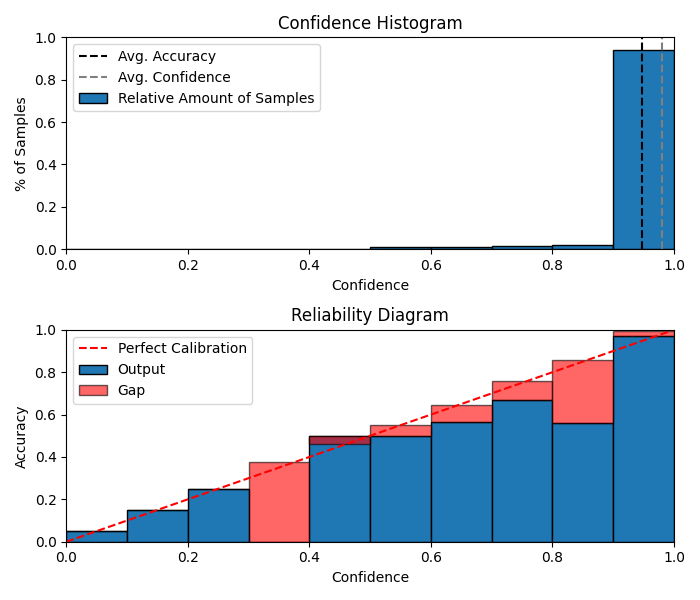 Confidence Histogram
1.0
0.8
0.6
0.4
0.2
0.0
% of Samples
Avg. Accuracy
Avg. Confidence
Relative Amount of Samples
0.0 0.2 0.4 0.6 0.8 1.0
Confidence
Reliability Diagram
1.0
0.8
0.6
0.4
0.2
0.0
Accuracy
Perfect Calibration
Output
Gap
0.0 0.2 0.4 0.6 0.8 1.0
Confidence